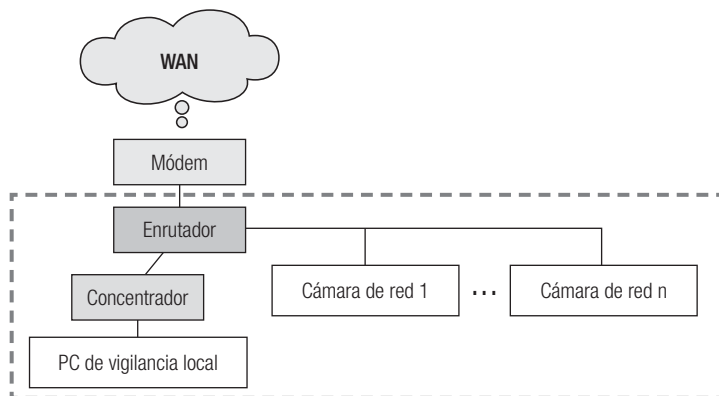 WAN
Módem
Enrutador
Concentrador
Cámara de red 1
...
Cámara de red n
PC de vigilancia local